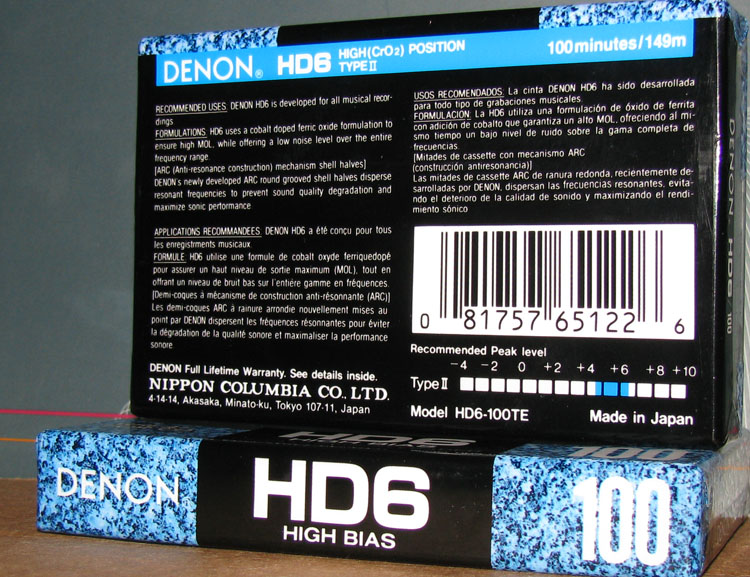 DENON® HD6 HIGH(CrO2) POSITION TYPE II 100minutes/149m
RECOMMENDED USES: DENON HD6 is developed for all musical recor-
dings
FORMULATIONS: HD6 uses a cobalt doped ferric oxide formulation to
ensure high MOL, while offering a low noise level over the entire
frequency range
[ARC (Anti-resonance construction) mechanism shell halves]
DENON's newly developed ARC round grooved shell halves disperse
resonant frequencies to prevent sound quality degradation and
maximize sonic performance
APPLICATIONS RECOMMANDEES: DENON HD6 a été conçu pour tous
les enregistrments musicaux
FORMULE: HD6 utilise une formule de cobalt oxyde ferriquedopé
pour assurer un haut niveau de sortie maximum (MOL), tout en
offrant un niveau de bruit bas sur l'entière gamme en fréquences.
[Demi-coques à mécanisme de construction anti-résonnante (ARC)]
Les demi-coques ARC à rainure arrondie nouvellement mises au
point par DENON dispersent les fréquences résonnantes pour éviter
la dégradation de la qualité sonore et maximaliser la performance
sonore
DENON Full Lifetime Warranty. See details inside.
NIPPON COLUMBIA CO., LTD.
4-14-14, Akasaka, Minato-ku, Tokyo 107-11, Japan
USOS RECOMENDADOS: La cinta DENON HD6 ha sido desarrollada
para todo tipo de grabaciones musicales.
FORMULACION: La HD6 utiliza una formulación de óxido de ferrita
con adición de cobalto que garantiza un alto MOL, ofreciendo al mi-
smo tiempo un bajo nivel de ruido sobre la gama completa de
frecuencias.
[Mitades de cassette con mecanismo ARC
(construcción antiresonancia)]
Las mitades de cassette ARC de ranura redonda, recientemente de-
sarrolladas por DENON, dispersan las frecuencias resonantes, evitan-
do el deterioro de la calidad de sonido y maximizando el rendi-
miento sónico
0 81757 65122 6
Recommended Peak level
-4 -2 0 +2 +4 +6 +8 +10
Type II
Model HD6-100TE Made in Japan
DENON HD6 100
HD6
100
DENON HD6 100
HIGH BIAS